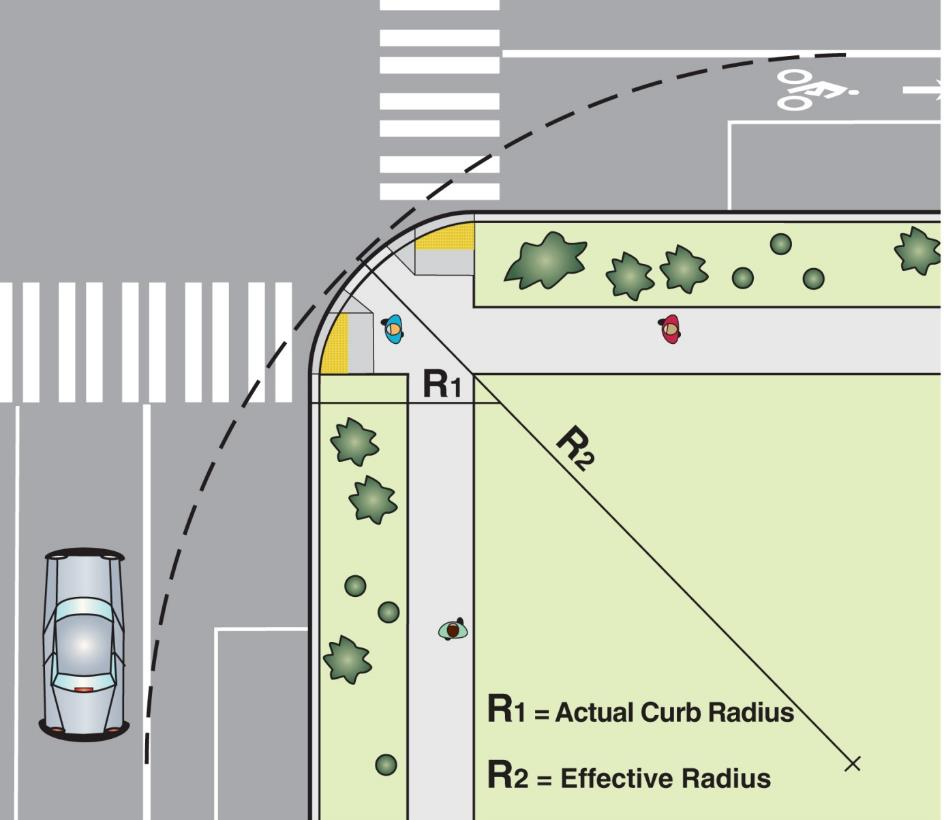 R1
R2
R1 = Actual Curb Radius
R2 = Effective Radius